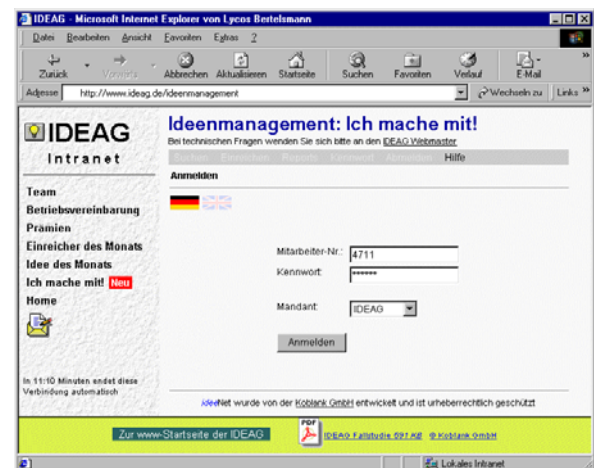 IDEAG - Microsoft Internet Explorer von Lycos Bertelsmann
Datei Bearbeiten Ansicht Favoriten Extras ?
Zurück Vorwärts Abbrechen Aktualisieren Startseite Suchen Favoriten Verlauf E-Mail »
Adresse http://www.ideag.de/ideenmanagement Wechseln zu Links »
IDEAG
Intranet
Team
Betriebsvereinbarung
Prämien
Einreicher des Monats
Idee des Monats
Ich mache mit! Neu
Home
In 11:10 Minuten endet diese
Verbindung automatisch
Ideenmanagement: Ich mache mit!
Bei technischen Fragen wenden Sie sich bitte an den IDEAG Webmaster
Suchen Einreichen Reports Kennwort Abmelden Hilfe
Anmelden
Mitarbeiter-Nr.: 4711
Kennwort: ******
Mandant: IDEAG
Anmelden
ideeNet wurde von der Koblank GmbH entwickelt und ist urheberrechtlich geschützt
Zur www-Startseite der IDEAG PDF IDEAG Fallstudie 597 KB © Koblank GmbH
Lokales Intranet